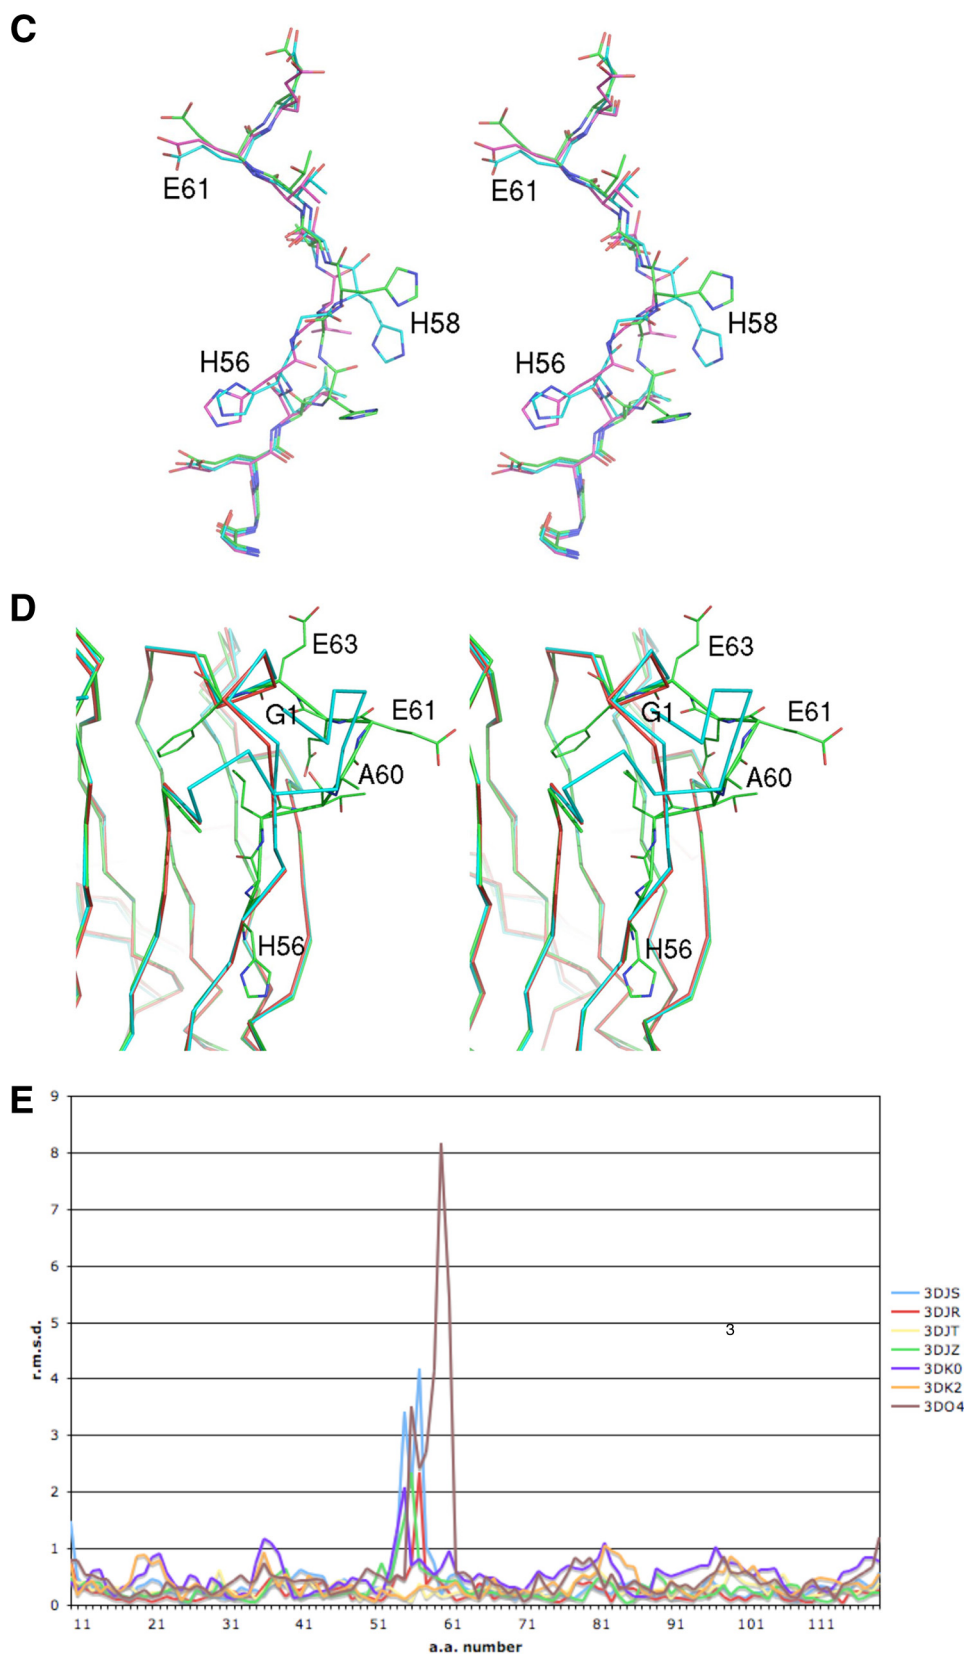 C
E61
E61
H58
H58
H56
H56
D
E63
E63
G1
E61
G1
E61
A60
A60
H56
H56
E
9
8
7
6
5
4
3
2
1
0
r.m.s.d.
3
11 21 31 41 51 61 71 81 91 101 111
a.a. number
3DJS
3DJR
3DJT
3DJZ
3DK0
3DK2
3DO4